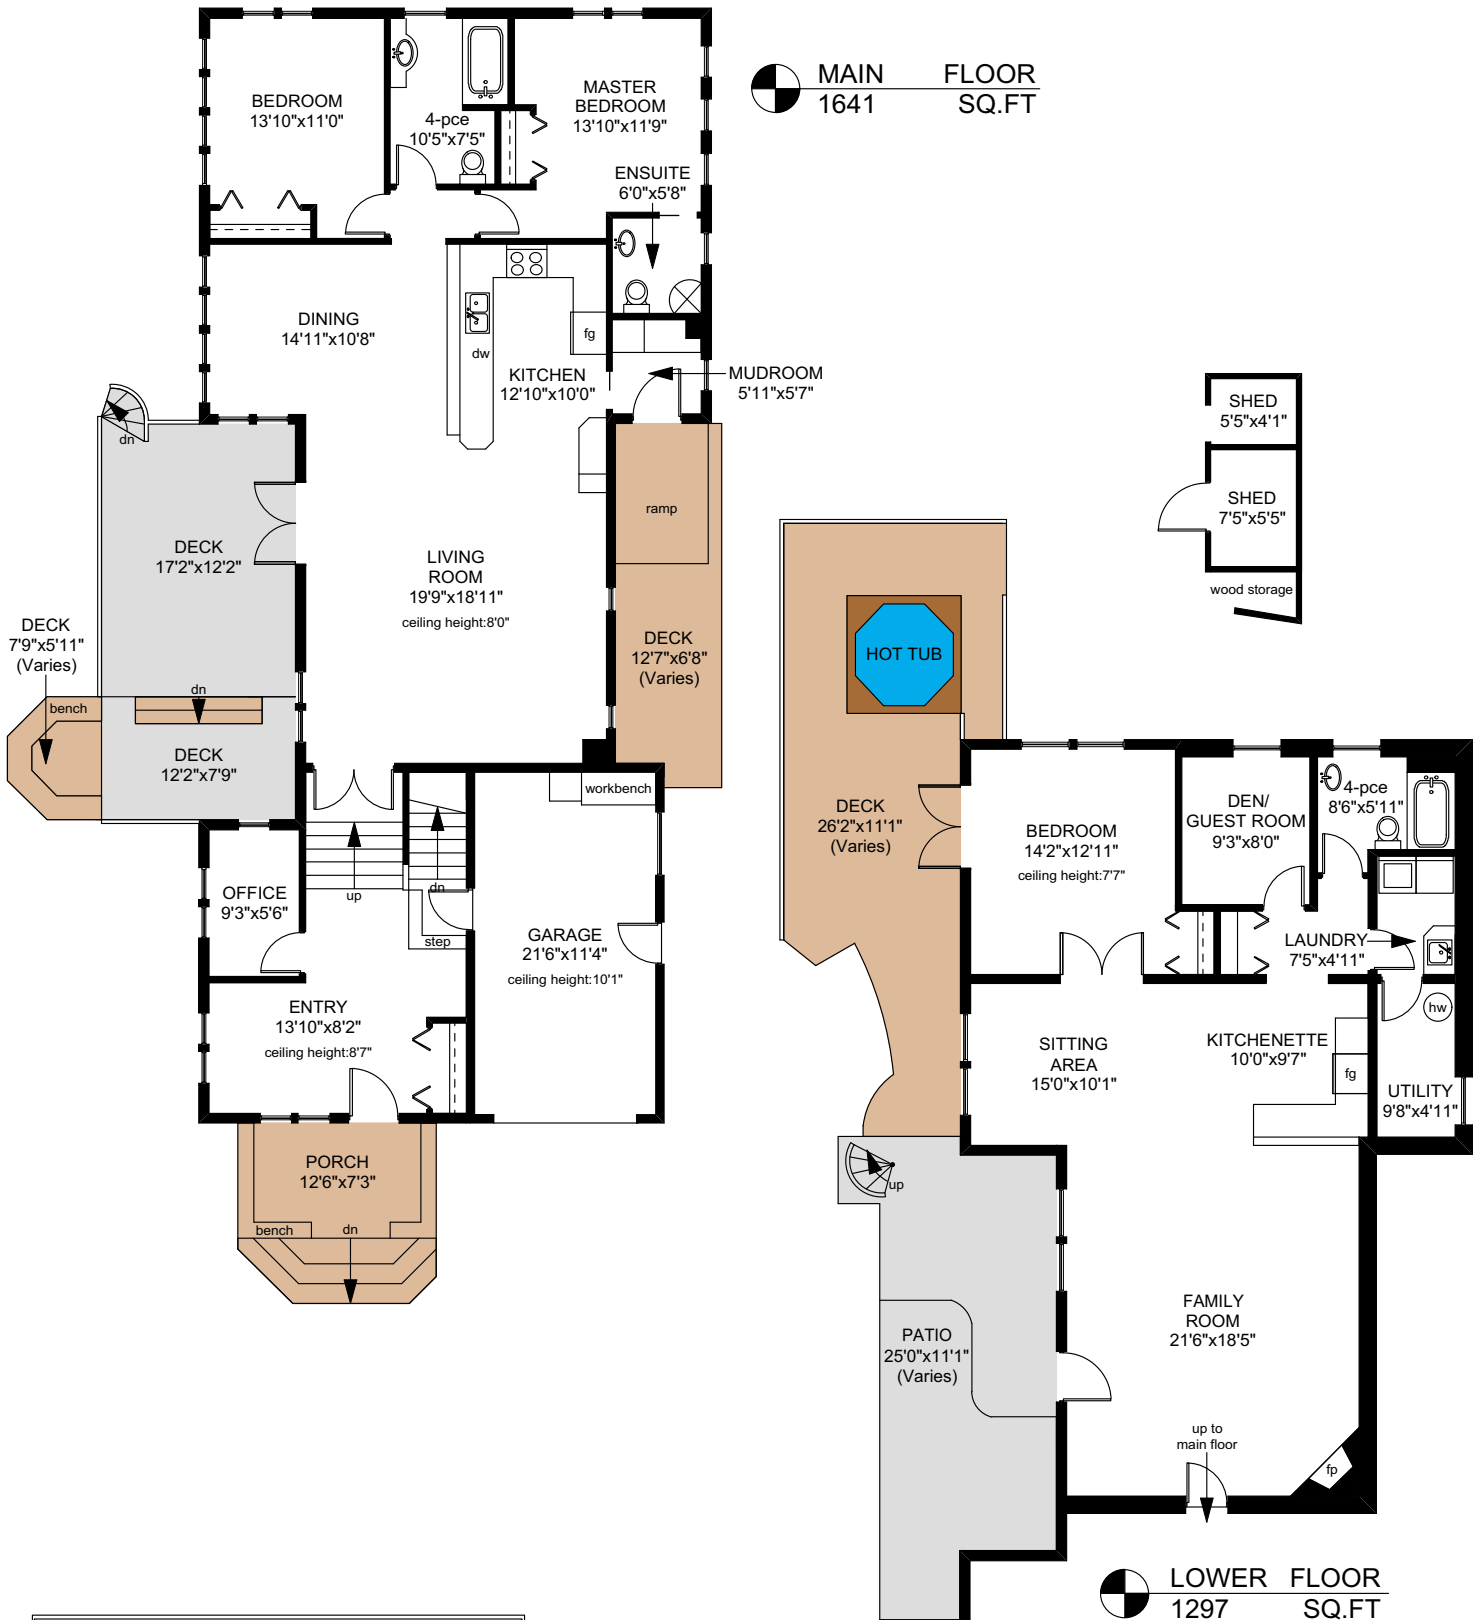 MAIN FLOOR
1641 SQ.FT
BEDROOM
13'10"x11'0"
4-pce
10'5"x7'5"
MASTER
BEDROOM
13'10"x11'9"
ENSUITE
6'0"x5'8"
DINING
14'11"x10'8"
dw
fg
KITCHEN
12'10"x10'0"
MUDROOM
5'11"x5'7"
dn
ramp
DECK
17'2"x12'2"
LIVING
ROOM
19'9"x18'11"
ceiling height:8'0"
DECK
7'9"x5'11"
(Varies)
DECK
12'7"x6'8"
(Varies)
bench
dn
DECK
12'2"x7'9"
workbench
OFFICE
9'3"x5'6"
up
dn
step
GARAGE
21'6"x11'4"
ceiling height:10'1"
ENTRY
13'10"x8'2"
ceiling height:8'7"
PORCH
12'6"x7'3"
bench
dn
SHED
5'5"x4'1"
SHED
7'5"x5'5"
wood storage
HOT TUB
DECK
26'2"x11'1"
(Varies)
BEDROOM
14'2"x12'11"
ceiling height:7'7"
DEN/
GUEST ROOM
9'3"x8'0"
4-pce
8'6"x5'11"
LAUNDRY
7'5"x4'11"
hw
SITTING
AREA
15'0"x10'1"
KITCHENETTE
10'0"x9'7"
fg
UTILITY
9'8"x4'11"
up
PATIO
25'0"x11'1"
(Varies)
FAMILY
ROOM
21'6"x18'5"
up to
main floor
fp
LOWER FLOOR
1297 SQ.FT